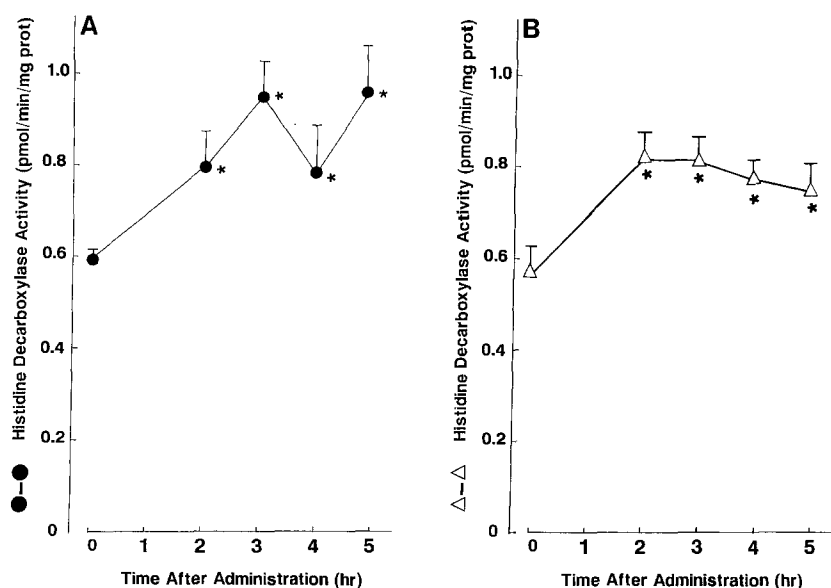 A
Histidine Decarboxylase Activity (pmol/min/mg prot)
1.0
0.8
0.6
0.4
0.2
0
*
*
*
*
0 1 2 3 4 5
Time After Administration (hr)
B
Histidine Decarboxylase Activity (pmol/min/mg prot)
1.0
0.8
0.6
0.4
0.2
0
*
*
*
*
0 1 2 3 4 5
Time After Administration (hr)